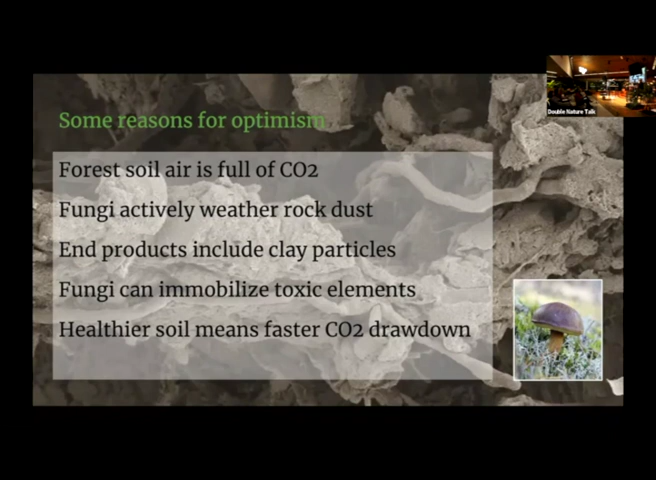 Double Nature Talk
Some reasons for optimism
Forest soil air is full of CO2
Fungi actively weather rock dust
End products include clay particles
Fungi can immobilize toxic elements
Healthier soil means faster CO2 drawdown